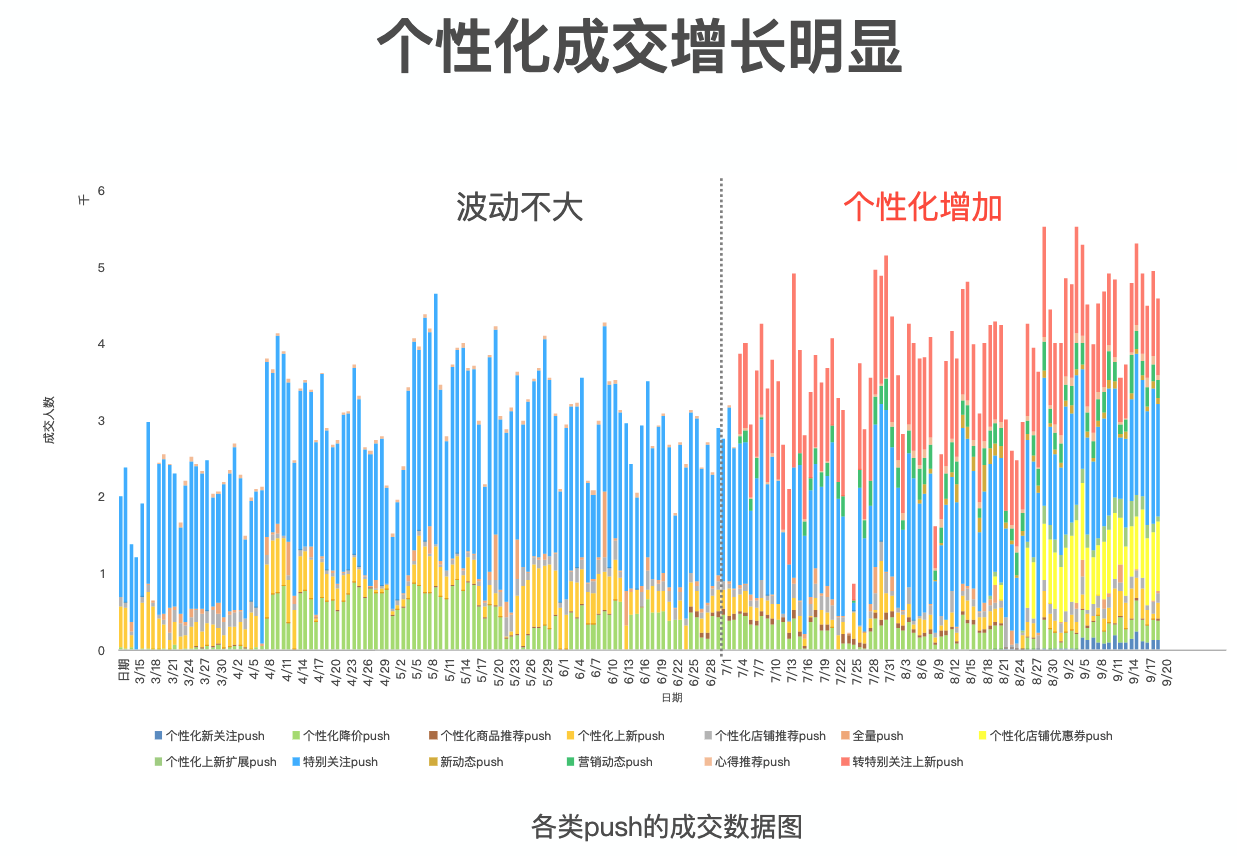 个性化成交增长明显
千
6
波动不大
个性化增加
5
4
成交人数
3
2
1
0
日期 3/15 3/18 3/21 3/24 3/27 3/30 4/2 4/5 4/8 4/11 4/14 4/17 4/20 4/23 4/26 4/29 5/2 5/5 5/8 5/11 5/14 5/17 5/20 5/23 5/26 5/29 6/1 6/4 6/7 6/10 6/13 6/16 6/19 6/22 6/25 6/28 7/1 7/4 7/7 7/10 7/13 7/16 7/19 7/22 7/25 7/28 7/31 8/3 8/6 8/9 8/12 8/15 8/18 8/21 8/24 8/27 8/30 9/2 9/5 9/8 9/11 9/14 9/17 9/20
日期
个性化新关注push 个性化降价push 个性化商品推荐push 个性化上新push 个性化店铺推荐push 全量push 个性化店铺优惠券push
个性化上新扩展push 特别关注push 新动态push 营销动态push 心得推荐push 转特别关注上新push
各类push的成交数据图